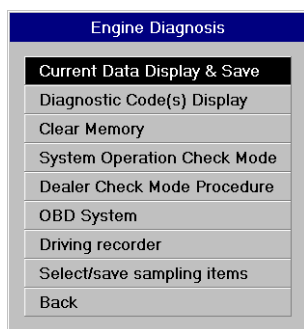 Engine Diagnosis
Current Data Display & Save
Diagnostic Code(s) Display
Clear Memory
System Operation Check Mode
Dealer Check Mode Procedure
OBD System
Driving recorder
Select/save sampling items
Back